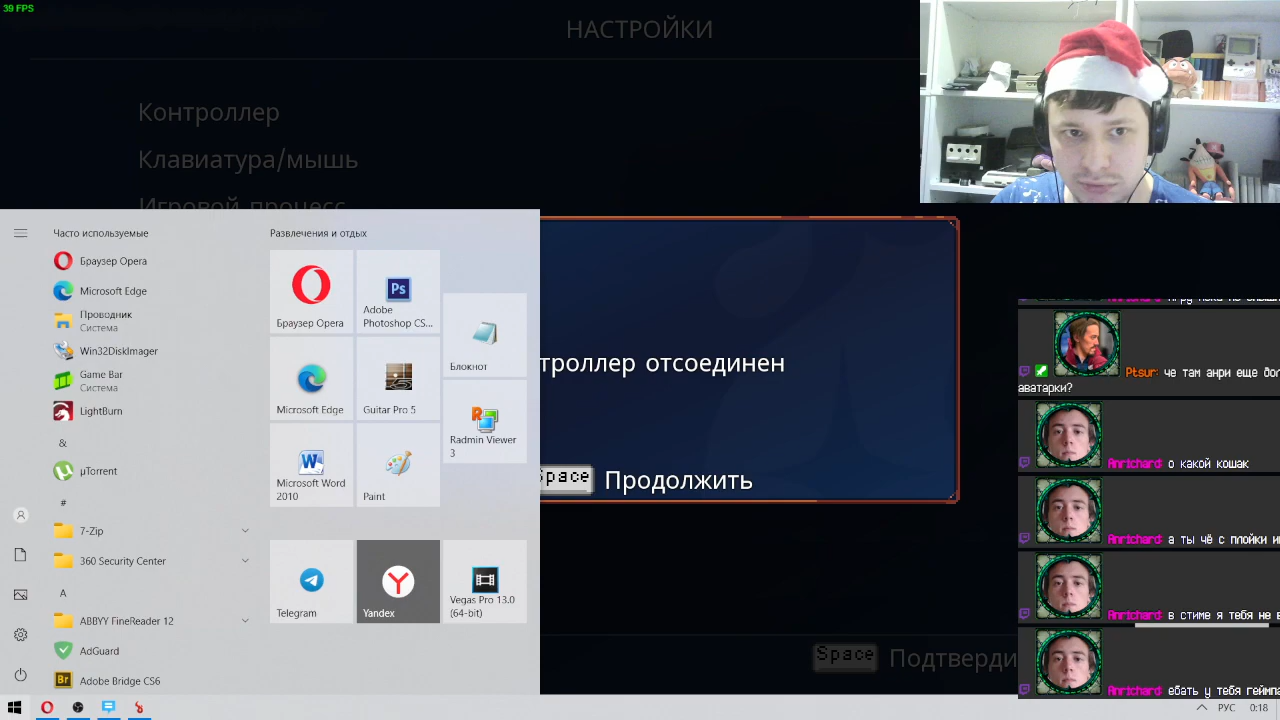 39 FPS
НАСТРОЙКИ
Контроллер
Клавиатура/мышь
Игровой процесс
троллер отсоединен
Space Продолжить
Space Подтверди
Часто используемые
Браузер Opera
Microsoft Edge
Проводник
Система
Win32DiskImager
Game Bar
Система
LightBurn
&
µTorrent
#
7-Zip
360 Security Center
A
ABBYY FineReader 12
AdGuard
Adobe Bridge CS6
Развлечения и отдых
Браузер Opera
Adobe
Photoshop CS...
Блокнот
Microsoft Edge
Guitar Pro 5
Radmin Viewer
3
Microsoft Word
2010
Paint
Telegram
Yandex
Vegas Pro 13.0
(64-bit)
Anrichard:
Ptsur: че там анри еще дол
аватарки?
Anrichard: о какой кошак
Anrichard: а ты чё с плойки и
Anrichard: в стиме я тебя не в
Anrichard: ебать у тебя геймпа
РУС 0:18